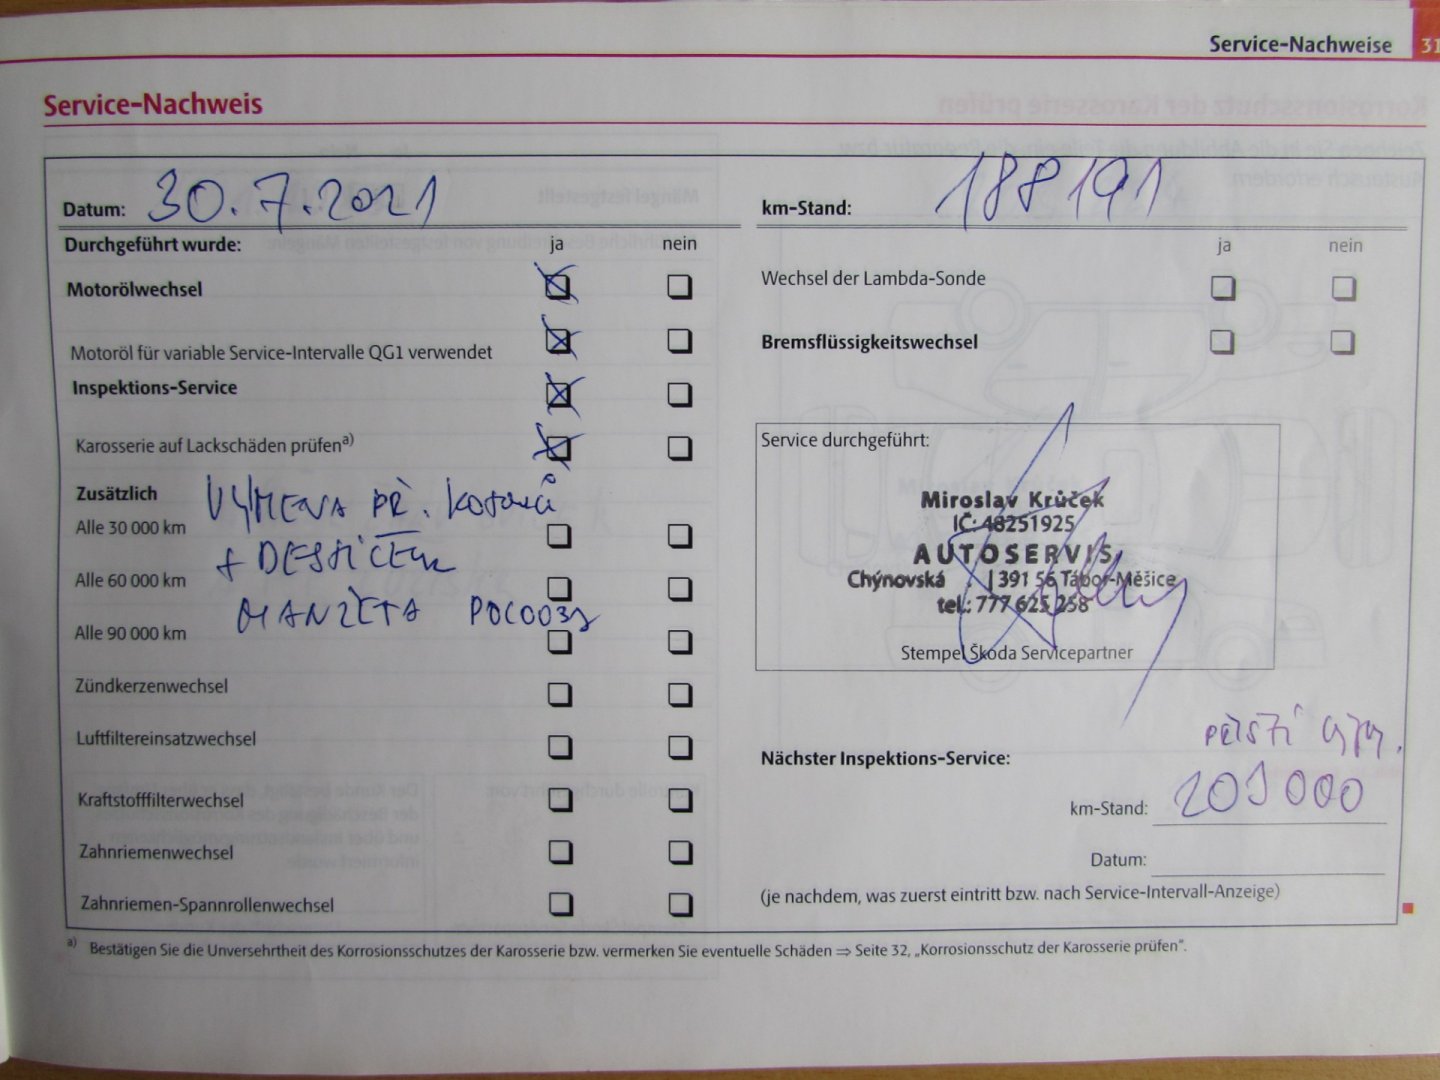 Service-Nachweise 31
Service-Nachweis
Datum: 30.7.2021
km-Stand: 188191
Durchgeführt wurde: ja nein
ja nein
Motorölwechsel
Wechsel der Lambda-Sonde
Motoröl für variable Service-Intervalle QG1 verwendet
Bremsflüssigkeitswechsel
Inspektions-Service
Karosserie auf Lackschäden prüfen a)
Zusätzlich
VÝMENA PŘ. KOTOUČŮ
Alle 30 000 km
+ DESTIČEK
Alle 60 000 km
MANŽETA POLOOSY
Alle 90 000 km
Zündkerzenwechsel
Luftfiltereinsatzwechsel
Kraftstofffilterwechsel
Zahnriemenwechsel
Zahnriemen-Spannrollenwechsel
Service durchgeführt:
Miroslav Krůček
IČ: 48251925
AUTOSERVIS
Chýnovská 391 56 Tábor-Měšice
tel.: 777 625 258
Stempel Škoda Servicepartner
PŘÍŠTÍ
Nächster Inspektions-Service:
km-Stand: 203000
Datum:
(je nachdem, was zuerst eintritt bzw. nach Service-Intervall-Anzeige)
a) Bestätigen Sie die Unversehrtheit des Korrosionsschutzes der Karosserie bzw. vermerken Sie eventuelle Schäden ⇒ Seite 32, „Korrosionsschutz der Karosserie prüfen“.